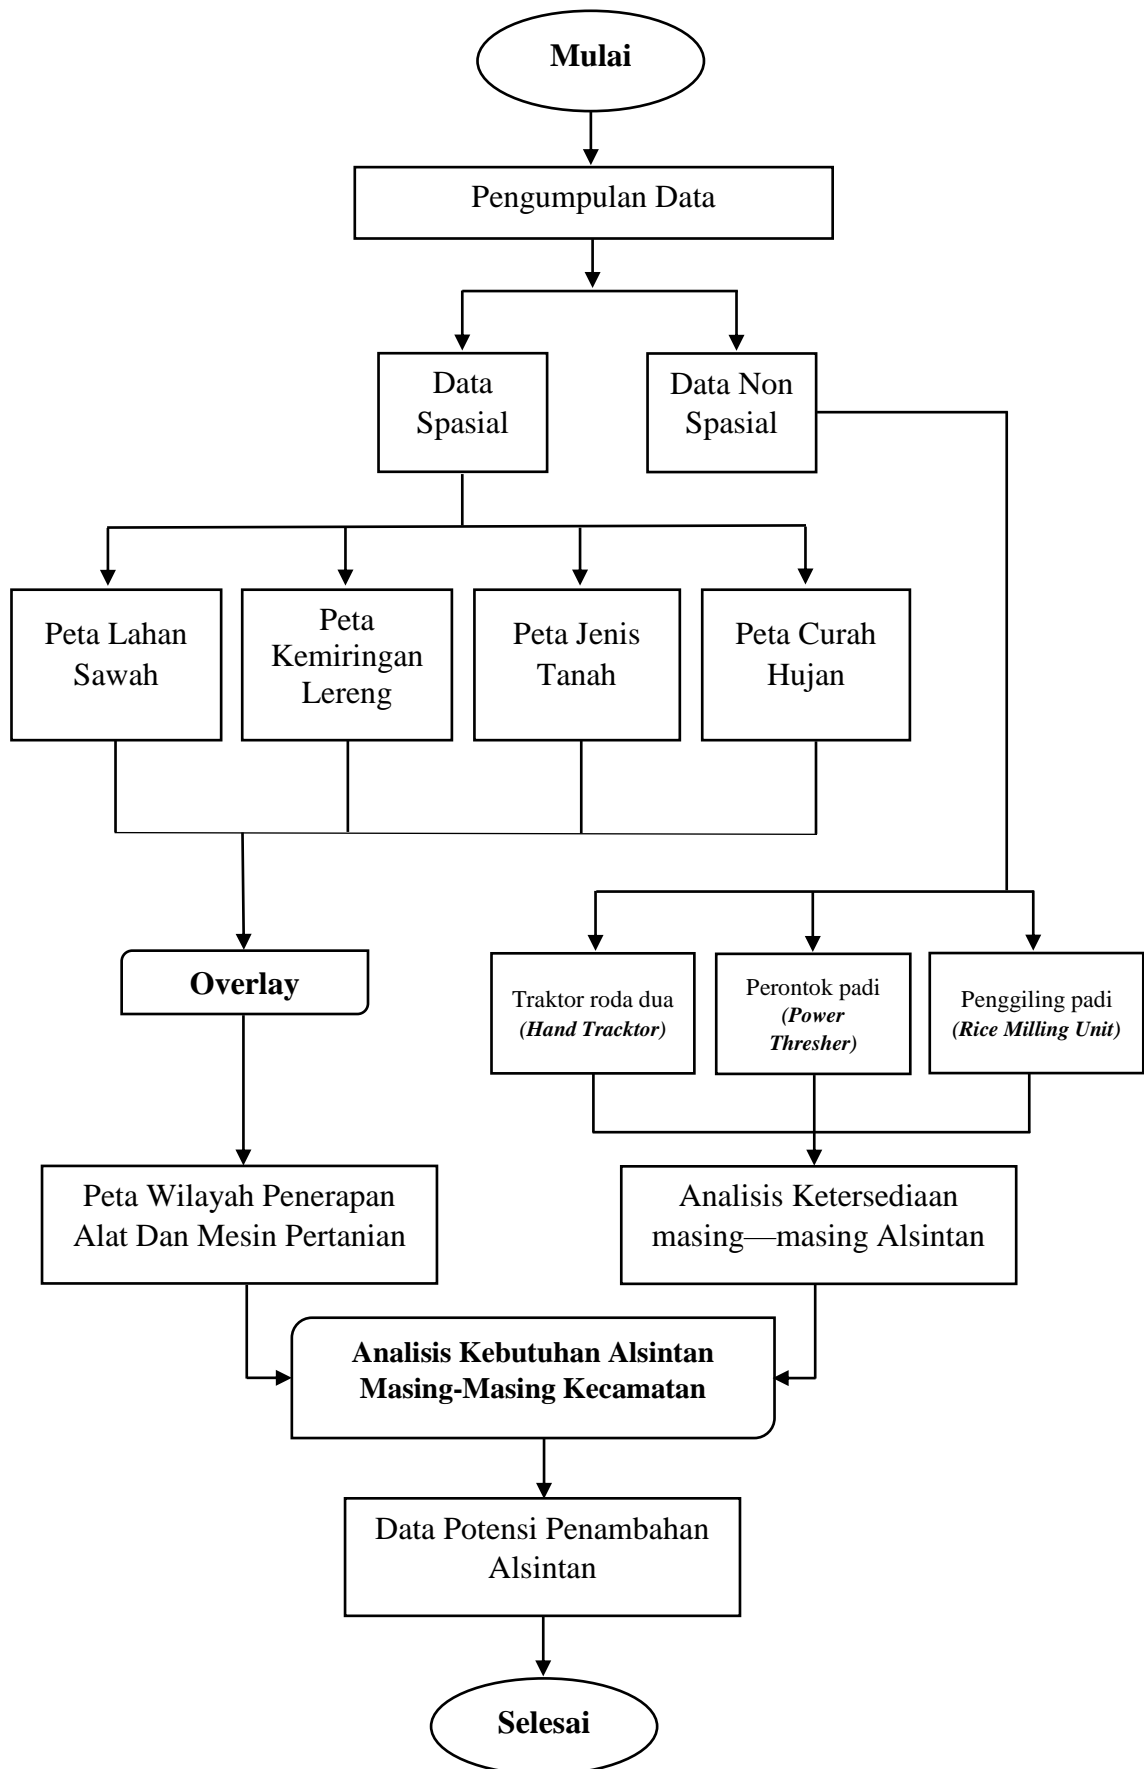 Mulai
Pengumpulan Data
Data
Spasial
Data Non
Spasial
Peta Lahan
Sawah
Peta
Kemiringan
Lereng
Peta Jenis
Tanah
Peta Curah
Hujan
Overlay
Traktor roda dua
(Hand Tracktor)
Perontok padi
(Power
Thresher)
Penggiling padi
(Rice Milling Unit)
Peta Wilayah Penerapan
Alat Dan Mesin Pertanian
Analisis Ketersediaan
masing—masing Alsintan
Analisis Kebutuhan Alsintan
Masing-Masing Kecamatan
Data Potensi Penambahan
Alsintan
Selesai